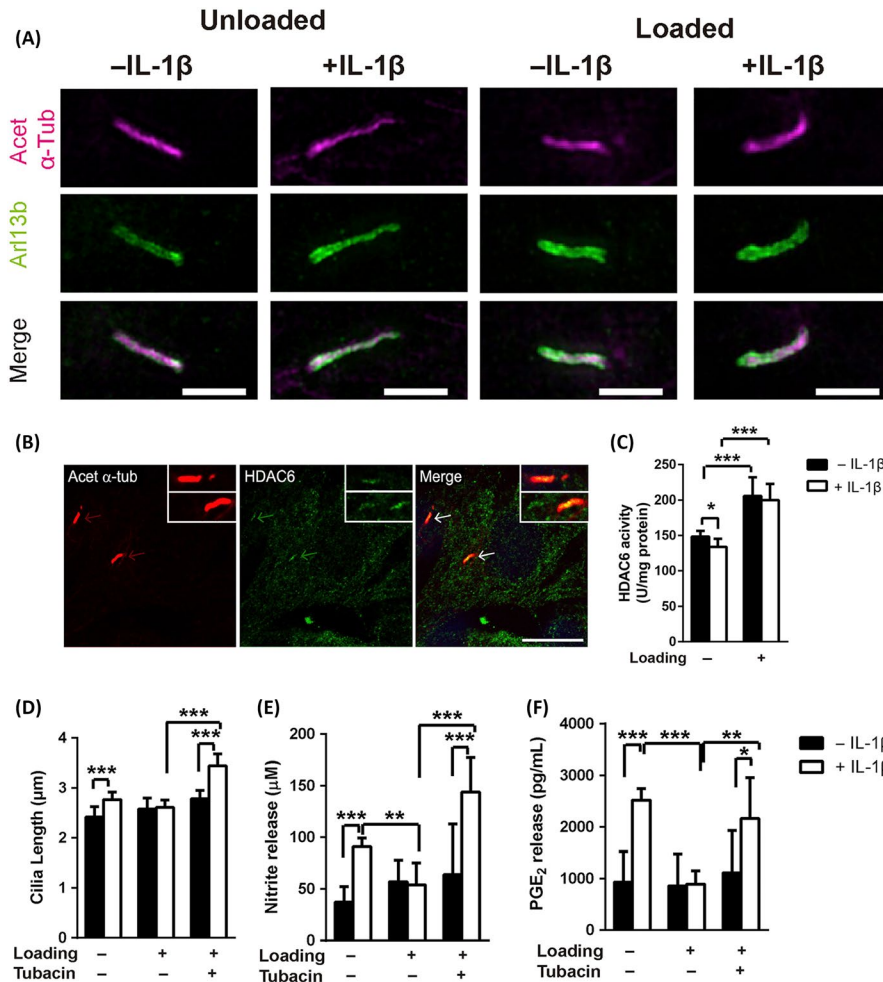 (A)
Unloaded Loaded
–IL-1β +IL-1β –IL-1β +IL-1β
Acet
α-Tub
Arl13b
Merge
(B)
Acet α-tub HDAC6 Merge
(C)
***
***
*
– IL-1β
+ IL-1β
HDAC6 acivity
(U/mg protein)
250
200
150
100
50
0
Loading – +
(D)
***
***
***
Cilia Length (μm)
4
3
2
1
0
Loading – + +
Tubacin – +
(E)
***
***
***
**
Nitrite release (μM)
200
150
100
50
0
Loading – + +
Tubacin – +
(F)
*** *** **
*
– IL-1β
+ IL-1β
PGE2 release (pg/mL)
4000
3000
2000
1000
0
Loading – + +
Tubacin – +